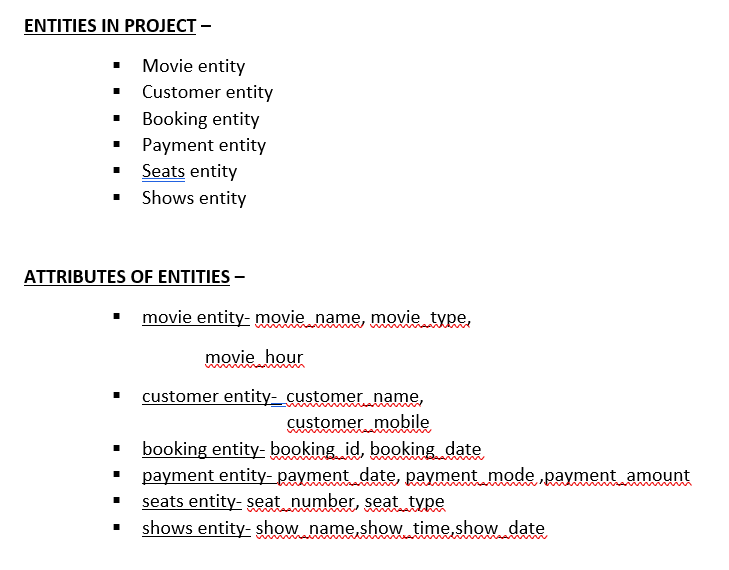 ENTITIES IN PROJECT –
▪ Movie entity
▪ Customer entity
▪ Booking entity
▪ Payment entity
▪ Seats entity
▪ Shows entity
ATTRIBUTES OF ENTITIES –
▪ movie entity- movie_name, movie_type,
movie_hour
▪ customer entity- customer_name,
customer_mobile
▪ booking entity- booking_id, booking_date
▪ payment entity- payment_date, payment_mode ,payment_amount
▪ seats entity- seat_number, seat_type
▪ shows entity- show_name,show_time,show_date